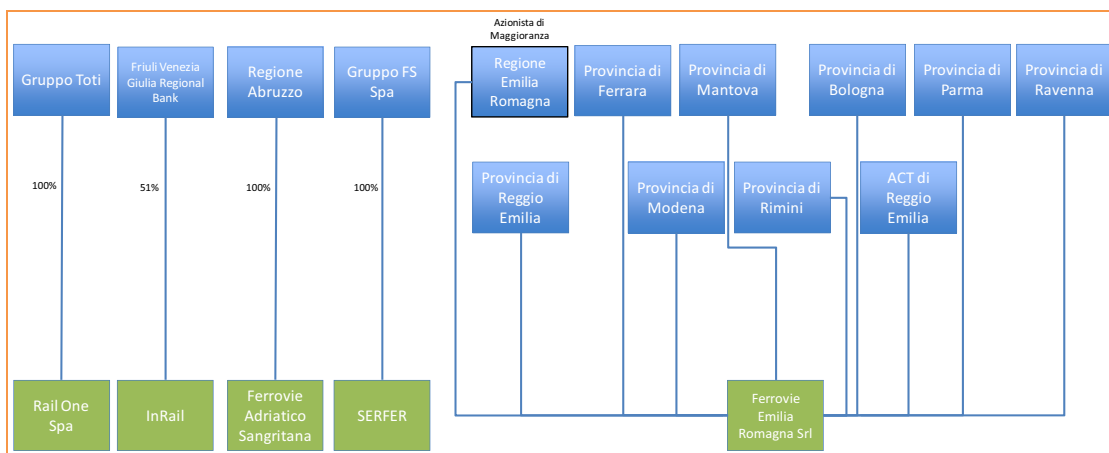 Azionista di
Maggioranza
Gruppo Toti
Friuli Venezia
Giulia Regional
Bank
Regione
Abruzzo
Gruppo FS
Spa
Regione
Emilia
Romagna
Provincia di
Ferrara
Provincia di
Mantova
Provincia di
Bologna
Provincia di
Parma
Provincia di
Ravenna
100%
51%
100%
100%
Provincia di
Reggio
Emilia
Provincia di
Modena
Provincia di
Rimini
ACT di
Reggio
Emilia
Rail One
Spa
InRail
Ferrovie
Adriatico
Sangritana
SERFER
Ferrovie
Emilia
Romagna Srl